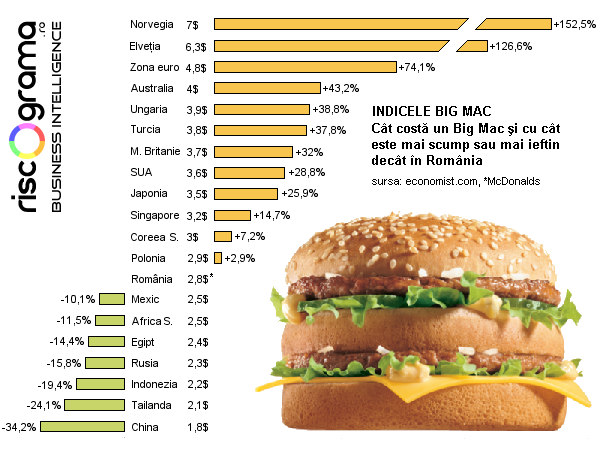 riscograma.ro
BUSINESS INTELLIGENCE
Norvegia 7$ +152,5%
Elveția 6,3$ +126,6%
Zona euro 4,8$ +74,1%
Australia 4$ +43,2%
Ungaria 3,9$ +38,8%
Turcia 3,8$ +37,8%
M. Britanie 3,7$ +32%
SUA 3,6$ +28,8%
Japonia 3,5$ +25,9%
Singapore 3,2$ +14,7%
Coreea S. 3$ +7,2%
Polonia 2,9$ +2,9%
România 2,8$*
-10,1% Mexic 2,5$
-11,5% Africa S. 2,5$
-14,4% Egipt 2,4$
-15,8% Rusia 2,3$
-19,4% Indonezia 2,2$
-24,1% Tailanda 2,1$
-34,2% China 1,8$
INDICELE BIG MAC
Cât costă un Big Mac şi cu cât
este mai scump sau mai ieftin
decât în România
sursa: economist.com, *McDonalds